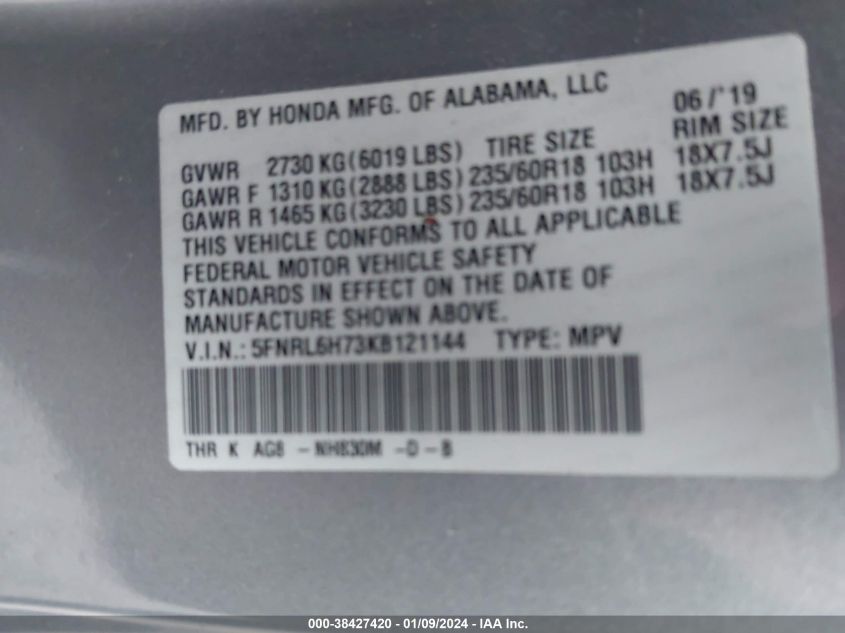 MFD. BY HONDA MFG. OF ALABAMA, LLC 06/'19
GVWR 2730 KG(6019 LBS) TIRE SIZE RIM SIZE
GAWR F 1310 KG(2888 LBS) 235/60R18 103H 18X7.5J
GAWR R 1465 KG(3230 LBS) 235/60R18 103H 18X7.5J
THIS VEHICLE CONFORMS TO ALL APPLICABLE
FEDERAL MOTOR VEHICLE SAFETY
STANDARDS IN EFFECT ON THE DATE OF
MANUFACTURE SHOWN ABOVE.
V.I.N.: 5FNRL6H73KB121144 TYPE: MPV
THR K AG8 - NH830M - D - B
000-38427420 - 01/09/2024 - IAA Inc.